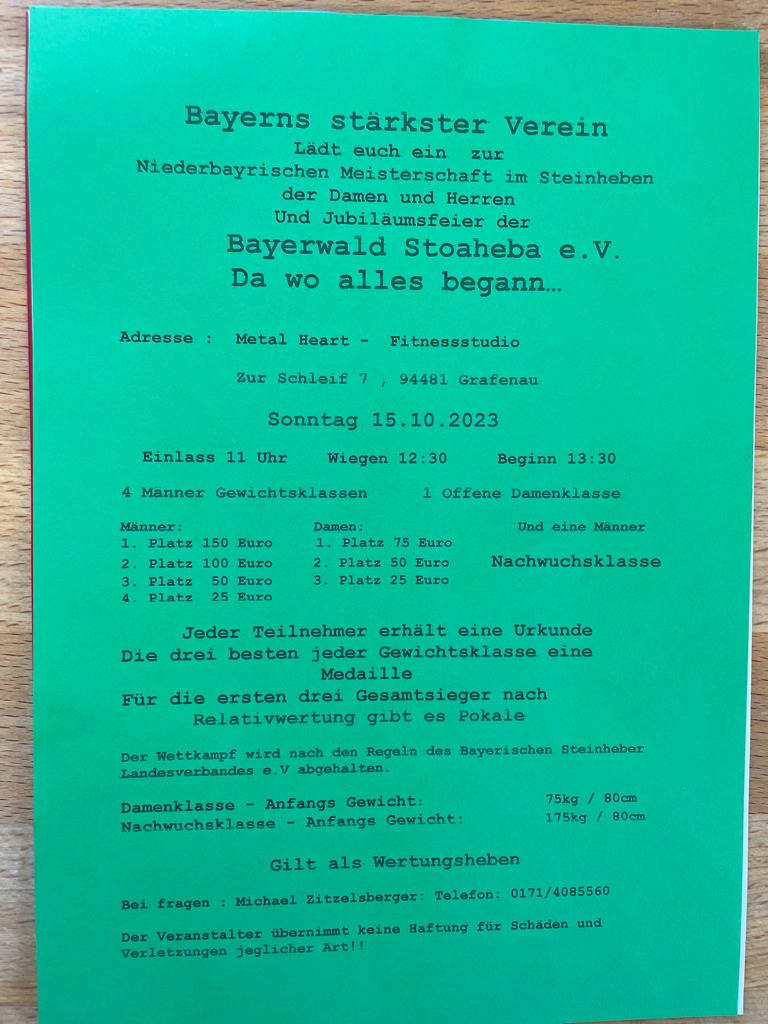 Bayerns stärkster Verein
Lädt euch ein zur
Niederbayrischen Meisterschaft im Steinheben
der Damen und Herren
Und Jubiläumsfeier der
Bayerwald Stoaheba e.V.
Da wo alles begann…
Adresse : Metal Heart - Fitnessstudio
Zur Schleif 7 , 94481 Grafenau
Sonntag 15.10.2023
Einlass 11 Uhr Wiegen 12:30 Beginn 13:30
4 Männer Gewichtsklassen 1 Offene Damenklasse
Männer: Damen: Und eine Männer
1. Platz 150 Euro 1. Platz 75 Euro
2. Platz 100 Euro 2. Platz 50 Euro Nachwuchsklasse
3. Platz 50 Euro 3. Platz 25 Euro
4. Platz 25 Euro
Jeder Teilnehmer erhält eine Urkunde
Die drei besten jeder Gewichtsklasse eine
Medaille
Für die ersten drei Gesamtsieger nach
Relativwertung gibt es Pokale
Der Wettkampf wird nach den Regeln des Bayerischen Steinheber
Landesverbandes e.V abgehalten.
Damenklasse - Anfangs Gewicht: 75kg / 80cm
Nachwuchsklasse - Anfangs Gewicht: 175kg / 80cm
Gilt als Wertungsheben
Bei fragen : Michael Zitzelsberger: Telefon: 0171/4085560
Der Veranstalter übernimmt keine Haftung für Schäden und
Verletzungen jeglicher Art!!